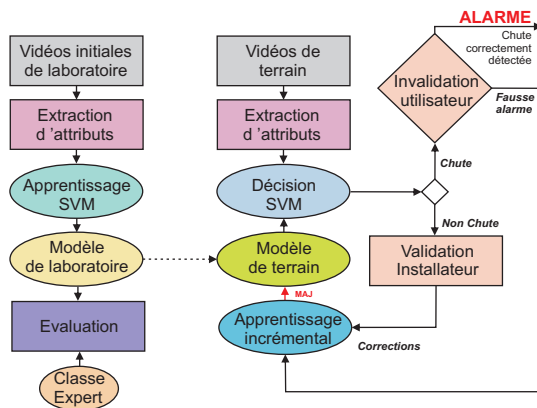 Vidéos initiales
de laboratoire
Extraction
d 'attributs
Apprentissage
SVM
Modèle
de laboratoire
Evaluation
Classe
Expert
Vidéos de
terrain
Extraction
d 'attributs
Décision
SVM
Modèle
de terrain
MAJ
Apprentissage
incrémental
ALARME
Chute
correctement
détectée
Invalidation
utilisateur
Fausse
alarme
Chute
Non Chute
Validation
Installateur
Corrections